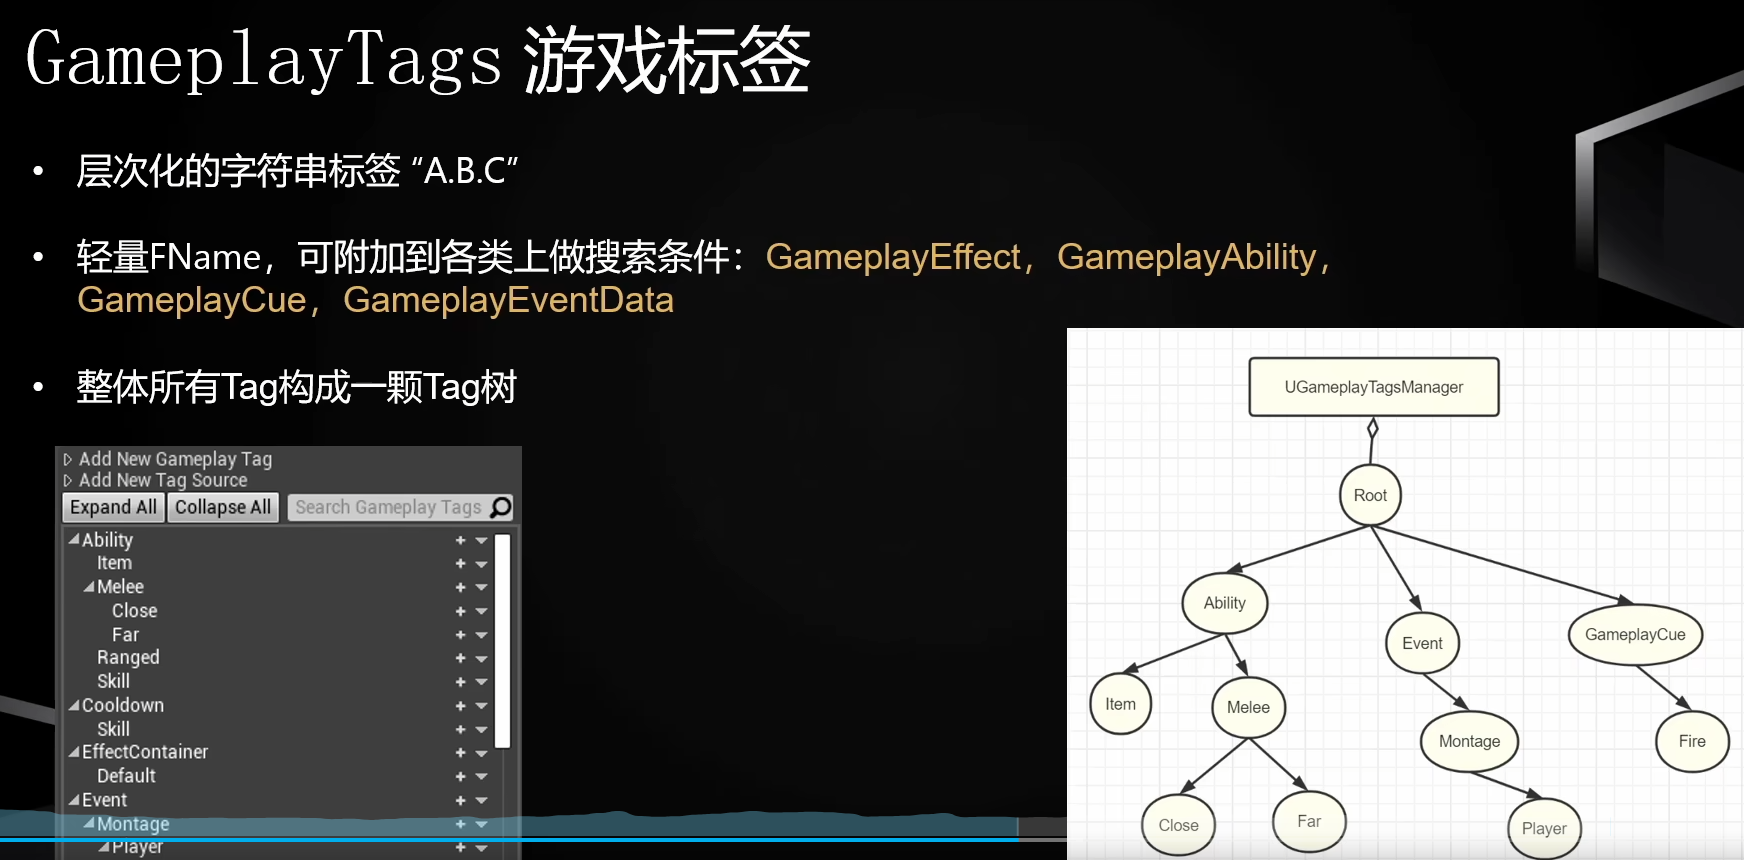 GameplayTags 游戏标签
• 层次化的字符串标签 “A.B.C”
• 轻量FName，可附加到各类上做搜索条件：GameplayEffect，GameplayAbility，
GameplayCue，GameplayEventData
• 整体所有Tag构成一颗Tag树
Add New Gameplay Tag
Add New Tag Source
Expand All Collapse All Search Gameplay Tags
Ability
Item
Melee
Close
Far
Ranged
Skill
Cooldown
Skill
EffectContainer
Default
Event
Montage
Player
UGameplayTagsManager
Root
Ability
Event
GameplayCue
Item
Melee
Montage
Fire
Close
Far
Player